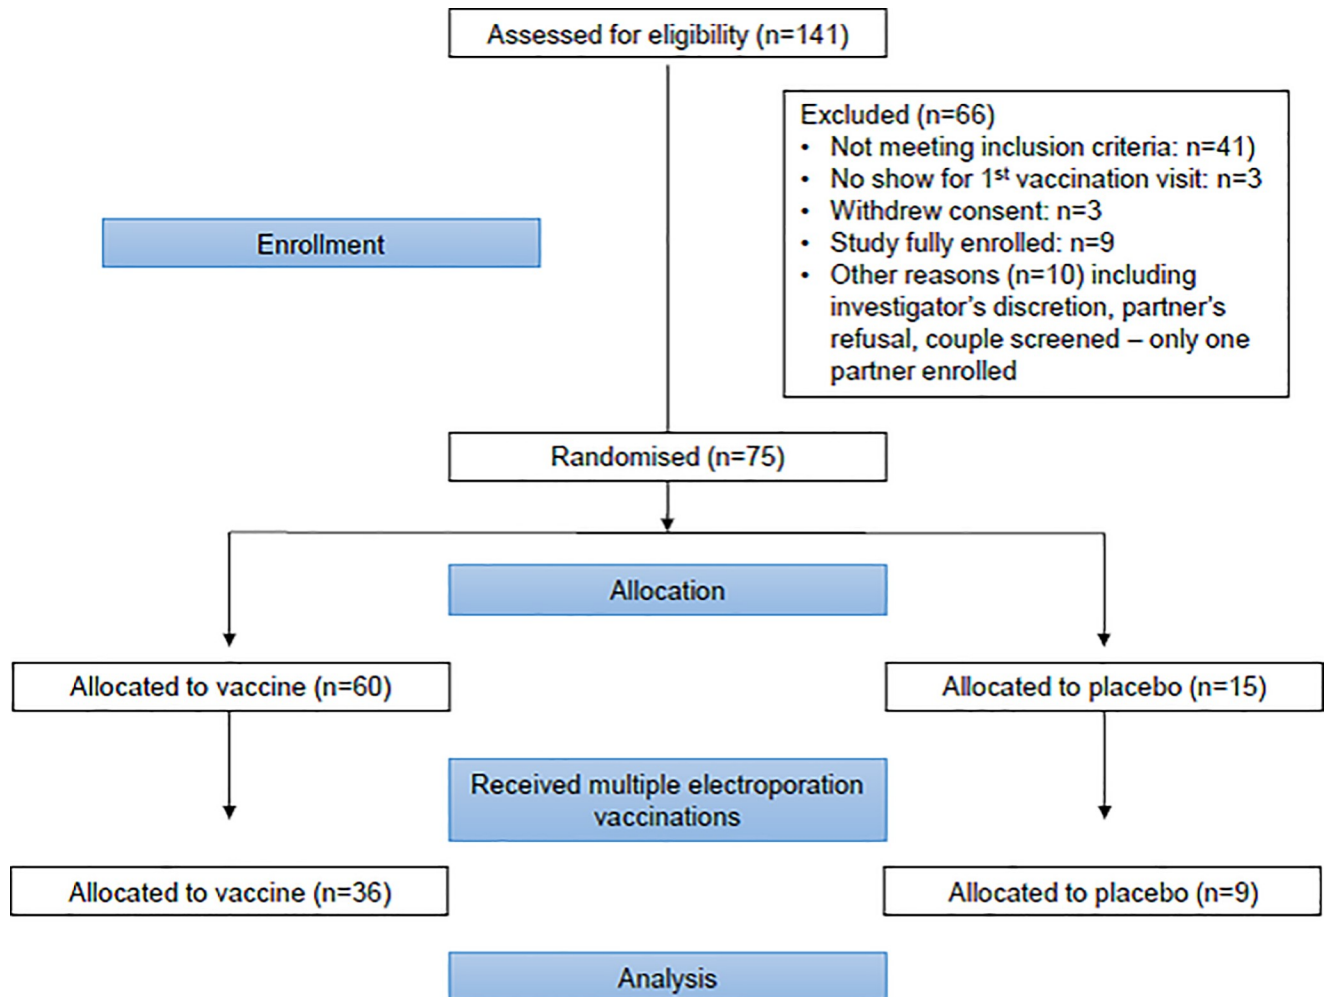 Assessed for eligibility (n=141)
Excluded (n=66)
• Not meeting inclusion criteria: n=41)
• No show for 1st vaccination visit: n=3
• Withdrew consent: n=3
• Study fully enrolled: n=9
• Other reasons (n=10) including
investigator's discretion, partner's
refusal, couple screened – only one
partner enrolled
Enrollment
Randomised (n=75)
Allocation
Allocated to vaccine (n=60)
Allocated to placebo (n=15)
Received multiple electroporation
vaccinations
Allocated to vaccine (n=36)
Allocated to placebo (n=9)
Analysis